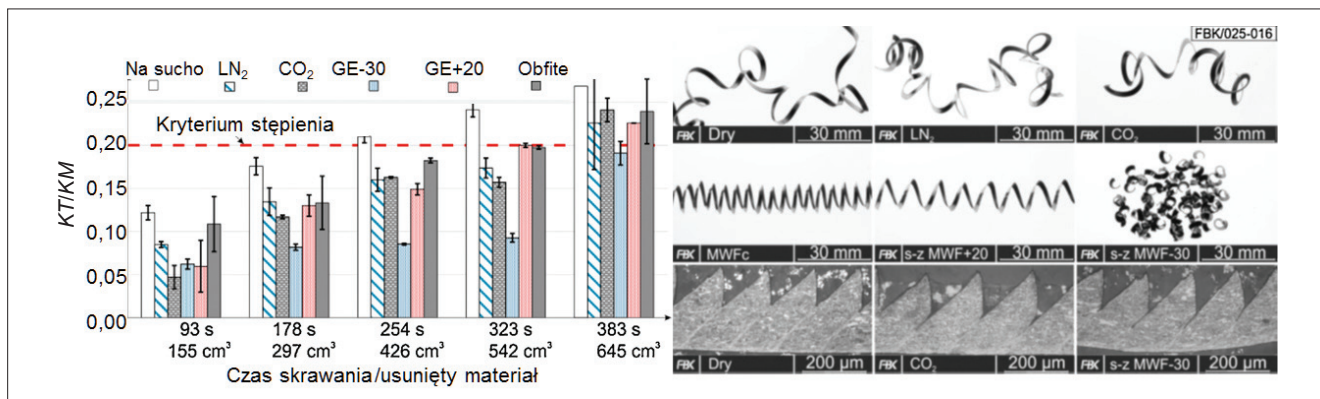 Na sucho LN₂ CO₂ GE-30 GE+20 Obfite
0,25
Kryterium stępienia
0,20
0,15
0,10
0,05
0,00
KT/KM
93 s 178 s 254 s 323 s 383 s
155 cm³ 297 cm³ 426 cm³ 542 cm³ 645 cm³
Czas skrawania/usunięty materiał
FBK/025-016
FBK Dry 30 mm
FBK LN₂ 30 mm
FBK CO₂ 30 mm
FBK MWFc 30 mm
FBK s-z MWF+20 30 mm
FBK s-z MWF-30 30 mm
FBK Dry 200 µm
FBK CO₂ 200 µm
FBK s-z MWF-30 200 µm